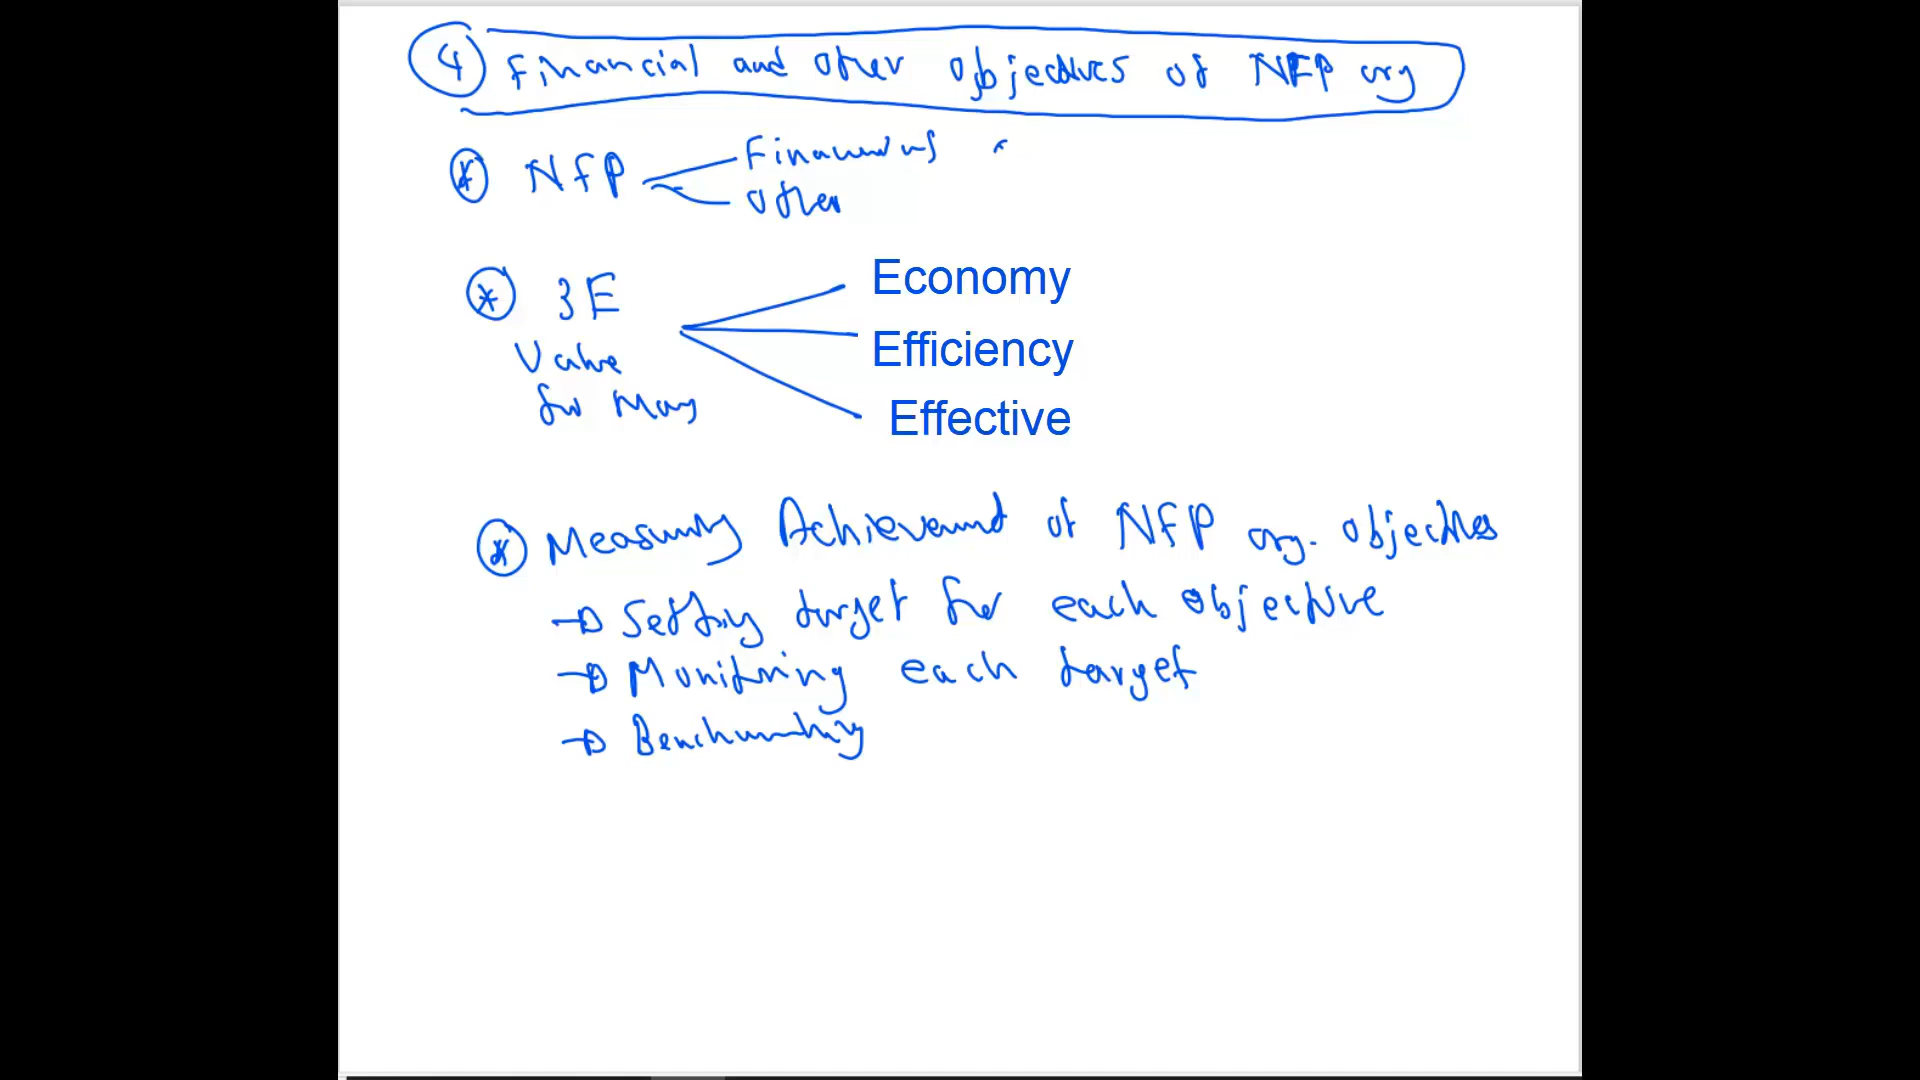 4 Financial and other objectives of NFP org
* NFP
Financial
Other
* 3E
Value
for Money
Economy
Efficiency
Effective
* Measuring Achievement of NFP org. objectives
→ Setting target for each objective
→ Monitoring each target
→ Benchmarking